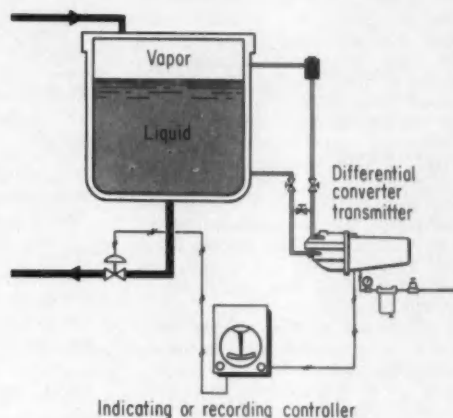 Vapor
Liquid
Differential
converter
transmitter
Indicating or recording controller